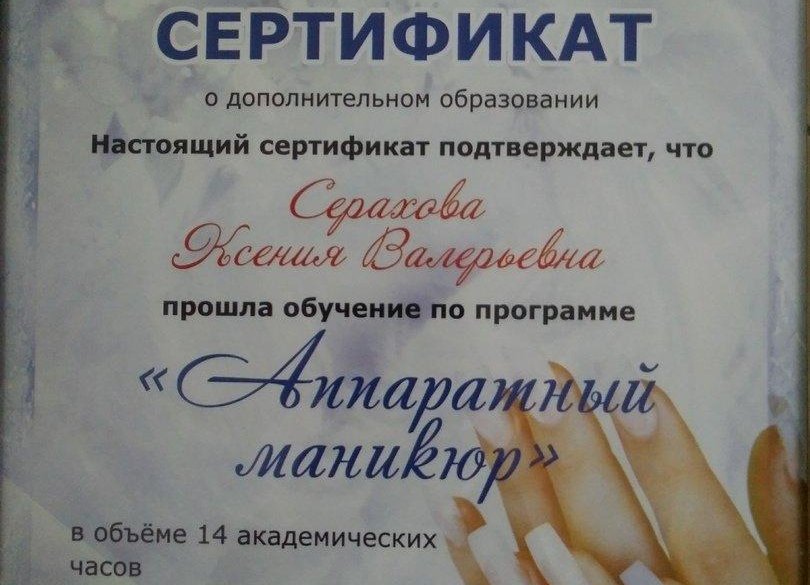 СЕРТИФИКАТ
о дополнительном образовании
Настоящий сертификат подтверждает, что
Серахова
Ксения Валерьевна
прошла обучение по программе
«Аппаратный
маникюр»
в объёме 14 академических
часов